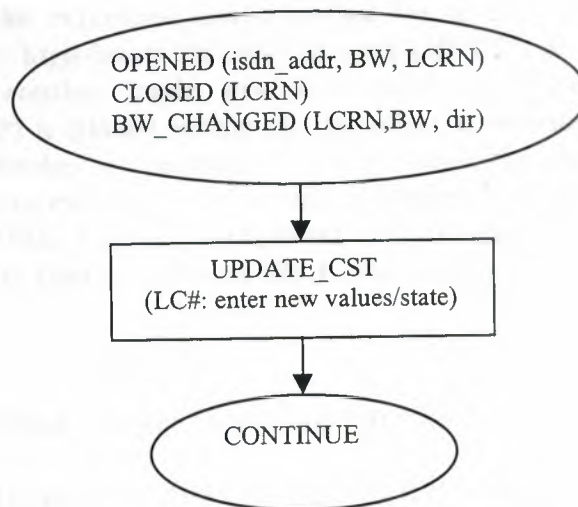 OPENED (isdn_addr, BW, LCRN)
CLOSED (LCRN)
BW_CHANGED (LCRN,BW, dir)
UPDATE_CST
(LC#: enter new values/state)
CONTINUE